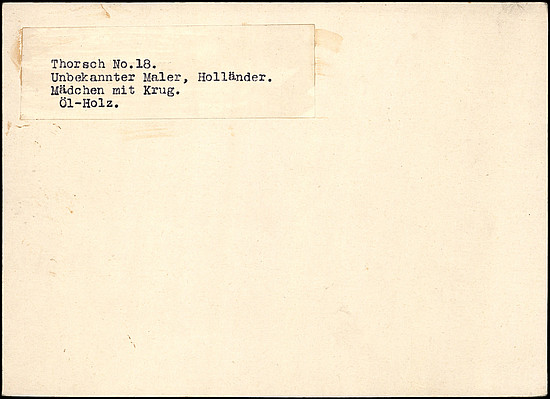 Thorsch No.18.
Unbekannter Maler, Holländer.
Mädchen mit Krug.
Öl-Holz.